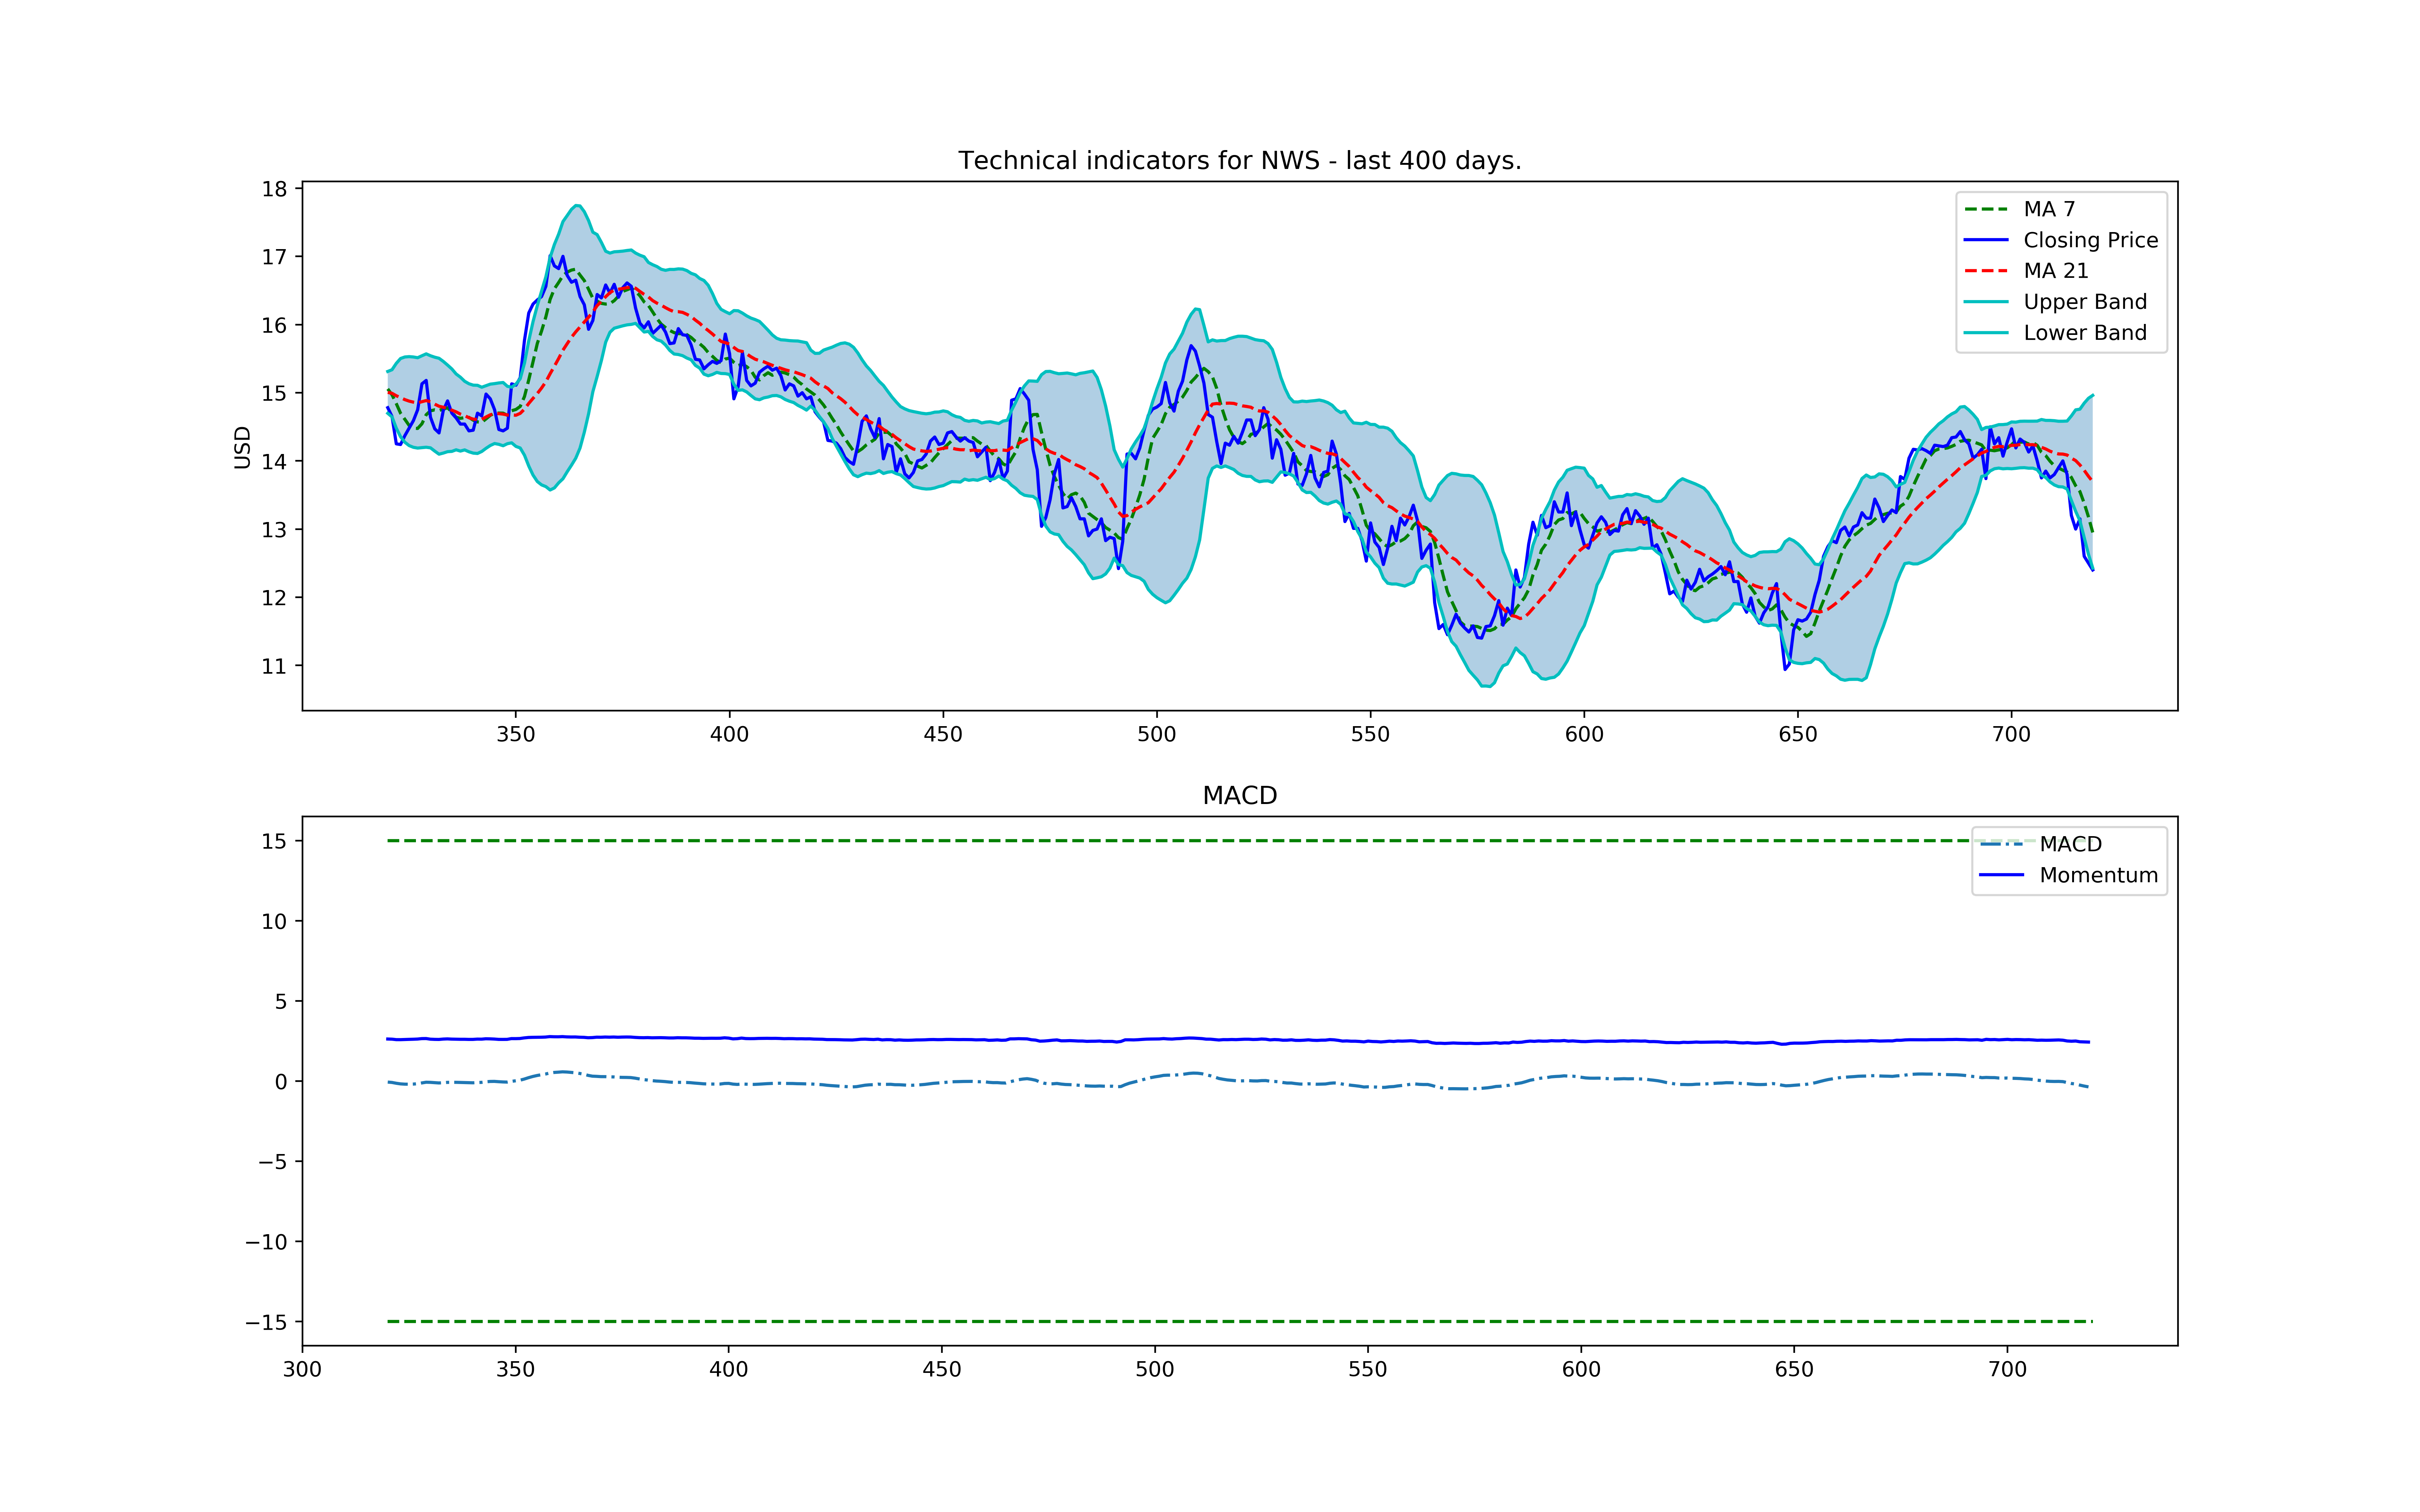 Technical indicators for NWS - last 400 days.
18
17
16
15
14
13
12
11
USD
MA 7
Closing Price
MA 21
Upper Band
Lower Band
350 400 450 500 550 600 650 700
MACD
15
10
5
0
−5
−10
−15
MACD
Momentum
300 350 400 450 500 550 600 650 700